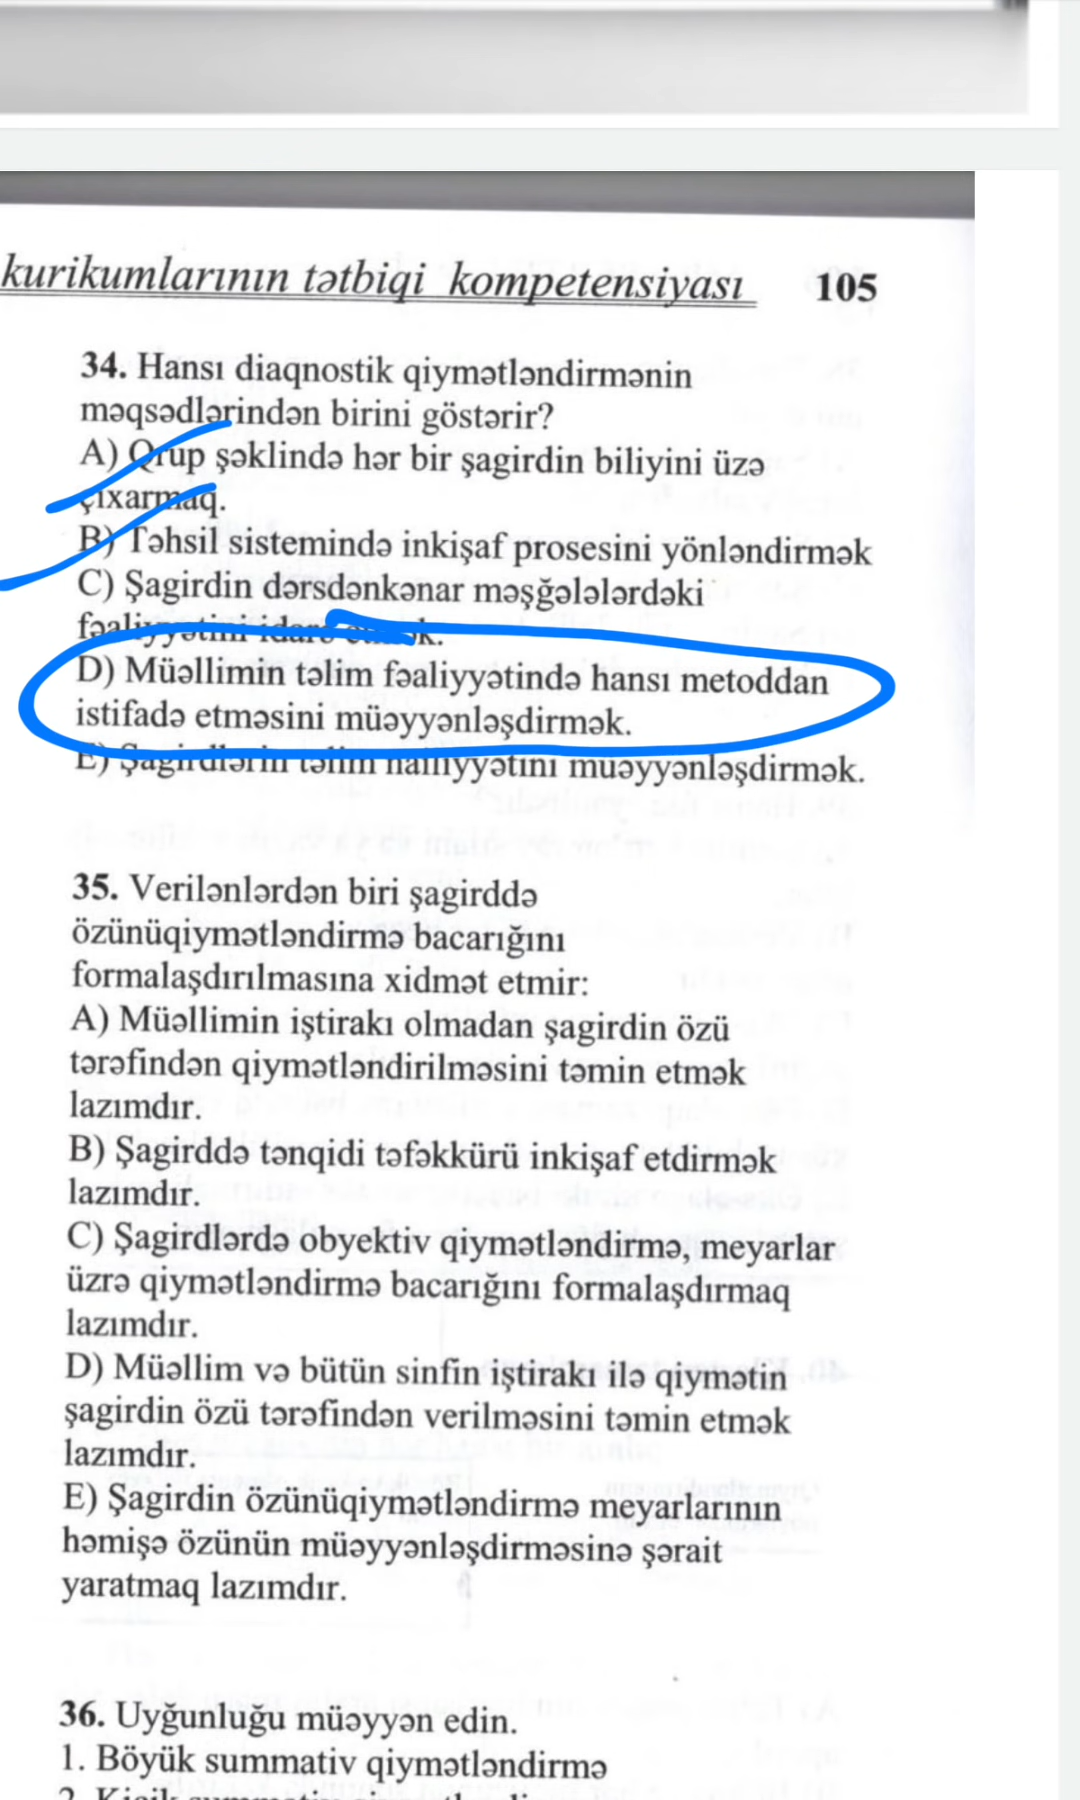 kurikumlarının tətbiqi kompetensiyası 105
34. Hansı diaqnostik qiymətləndirmənin
məqsədlərindən birini göstərir?
A) Qrup şəklində hər bir şagirdin biliyini üzə
çıxarmaq.
B) Təhsil sistemində inkişaf prosesini yönləndirmək
C) Şagirdin dərsdənkənar məşğələlərdəki
fəaliyyətini idarə etmək.
D) Müəllimin təlim fəaliyyətində hansı metoddan
istifadə etməsini müəyyənləşdirmək.
E) Şagirdlərin təlim nailiyyətini müəyyənləşdirmək.
35. Verilənlərdən biri şagirddə
özünüqiymətləndirmə bacarığını
formalaşdırılmasına xidmət etmir:
A) Müəllimin iştirakı olmadan şagirdin özü
tərəfindən qiymətləndirilməsini təmin etmək
lazımdır.
B) Şagirddə tənqidi təfəkkürü inkişaf etdirmək
lazımdır.
C) Şagirdlərdə obyektiv qiymətləndirmə, meyarlar
üzrə qiymətləndirmə bacarığını formalaşdırmaq
lazımdır.
D) Müəllim və bütün sinfin iştirakı ilə qiymətin
şagirdin özü tərəfindən verilməsini təmin etmək
lazımdır.
E) Şagirdin özünüqiymətləndirmə meyarlarının
həmişə özünün müəyyənləşdirməsinə şərait
yaratmaq lazımdır.
36. Uyğunluğu müəyyən edin.
1. Böyük summativ qiymətləndirmə